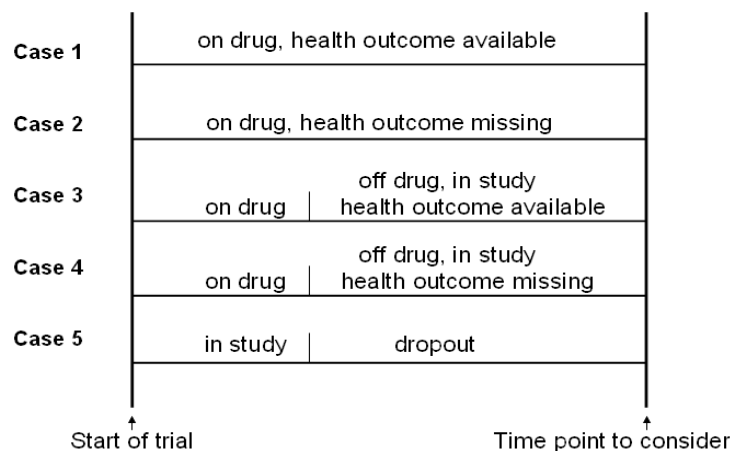 on drug, health outcome available
Case 1
Case 2
on drug, health outcome missing
off drug, in study
Case 3
on drug
health outcome available
off drug, in study
Case 4
on drug
health outcome missing
Case 5
in study
dropout
Start of trial
Time point to consider